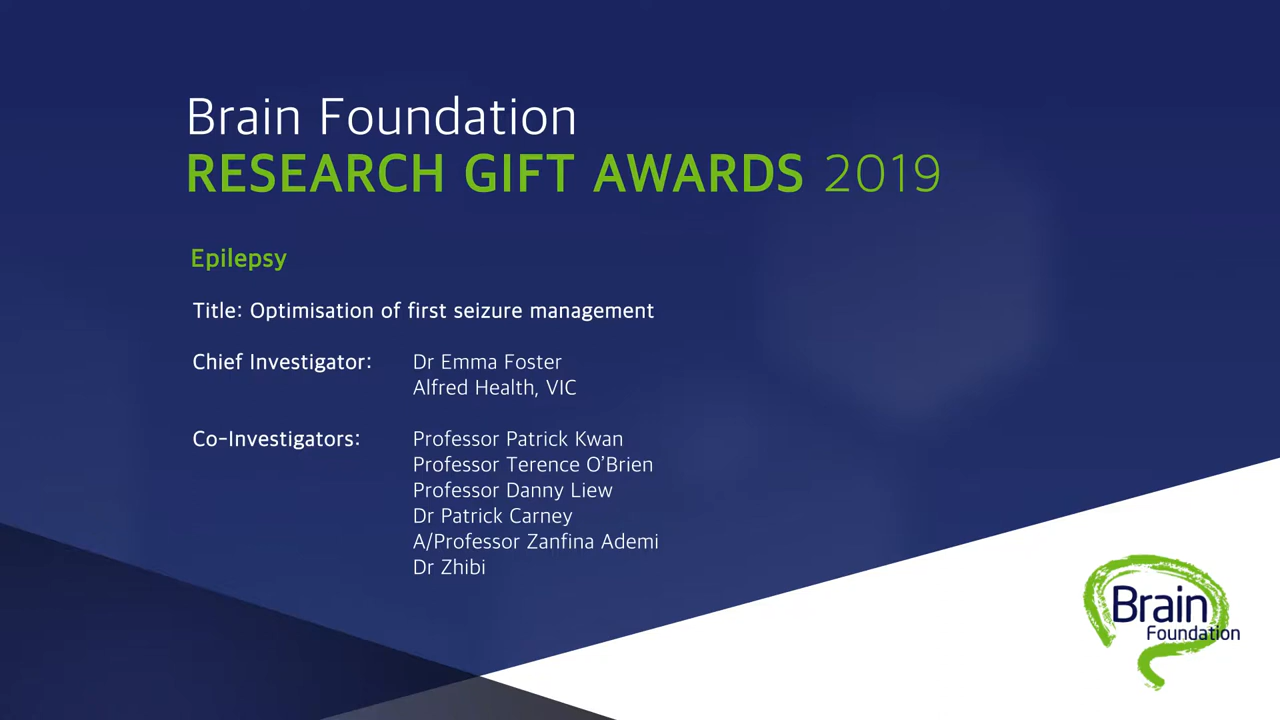 Brain Foundation
RESEARCH GIFT AWARDS 2019
Epilepsy
Title: Optimisation of first seizure management
Chief Investigator: Dr Emma Foster
Alfred Health, VIC
Co-Investigators: Professor Patrick Kwan
Professor Terence O'Brien
Professor Danny Liew
Dr Patrick Carney
A/Professor Zanfina Ademi
Dr Zhibi
Brain
Foundation